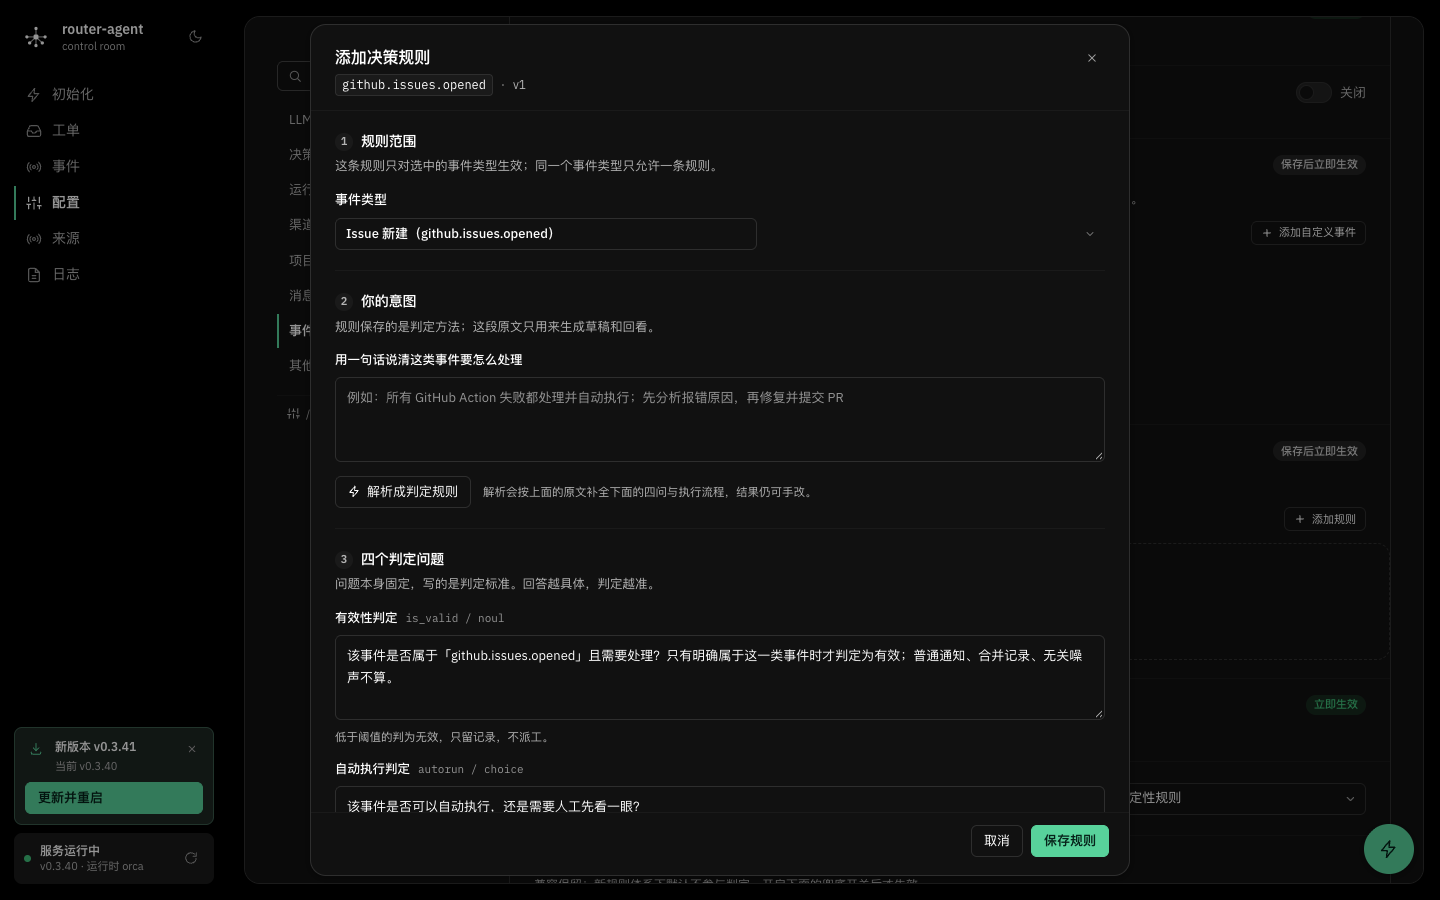 router-agent
control room
初始化
工单
事件
配置
来源
日志
新版本 v0.3.41
当前 v0.3.40
更新并重启
服务运行中
v0.3.40 · 运行时 orca
LLM
决策
运行
渠道
项目
消息
事件
其他
/
添加决策规则
github.issues.opened · v1
1 规则范围
这条规则只对选中的事件类型生效；同一个事件类型只允许一条规则。
事件类型
Issue 新建（github.issues.opened）
2 你的意图
规则保存的是判定方法；这段原文只用来生成草稿和回看。
用一句话说清这类事件要怎么处理
例如：所有 GitHub Action 失败都处理并自动执行；先分析报错原因，再修复并提交 PR
解析成判定规则
解析会按上面的原文补全下面的四问与执行流程，结果仍可手改。
3 四个判定问题
问题本身固定，写的是判定标准。回答越具体，判定越准。
有效性判定 is_valid / noul
该事件是否属于「github.issues.opened」且需要处理？只有明确属于这一类事件时才判定为有效；普通通知、合并记录、无关噪
声不算。
低于阈值的判为无效，只留记录，不派工。
自动执行判定 autorun / choice
该事件是否可以自动执行，还是需要人工先看一眼？
取消
保存规则
关闭
保存后立即生效
。
添加自定义事件
保存后立即生效
添加规则
立即生效
定性规则